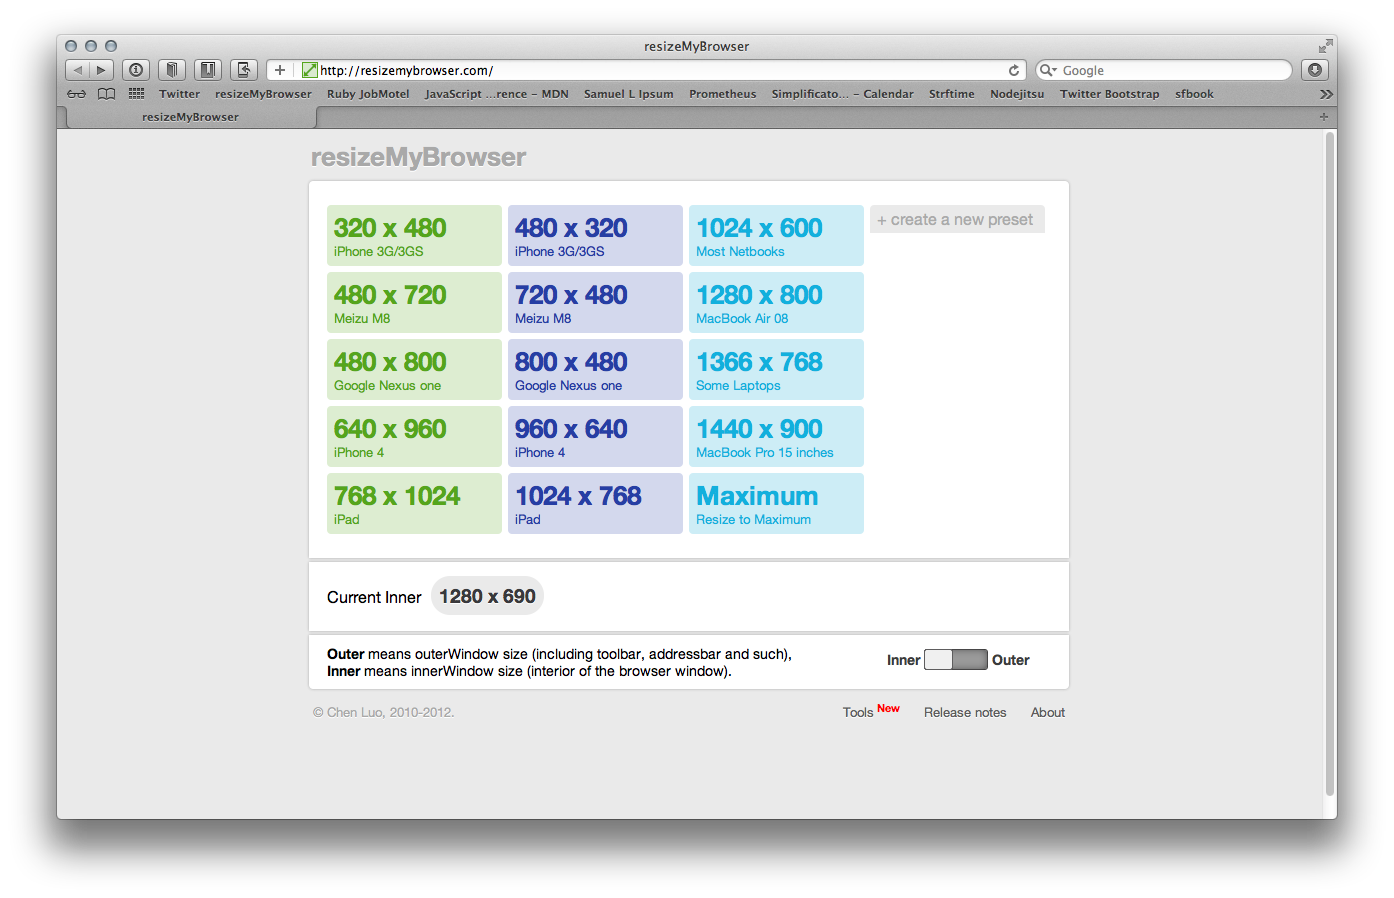 resizeMyBrowser
http://resizemybrowser.com/
Google
Twitter resizeMyBrowser Ruby JobMotel JavaScript ...rence – MDN Samuel L Ipsum Prometheus Simplificato... – Calendar Strftime Nodejitsu Twitter Bootstrap sfbook
resizeMyBrowser
resizeMyBrowser
320 x 480
iPhone 3G/3GS
480 x 320
iPhone 3G/3GS
1024 x 600
Most Netbooks
+ create a new preset
480 x 720
Meizu M8
720 x 480
Meizu M8
1280 x 800
MacBook Air 08
480 x 800
Google Nexus one
800 x 480
Google Nexus one
1366 x 768
Some Laptops
640 x 960
iPhone 4
960 x 640
iPhone 4
1440 x 900
MacBook Pro 15 inches
768 x 1024
iPad
1024 x 768
iPad
Maximum
Resize to Maximum
Current Inner 1280 x 690
Outer means outerWindow size (including toolbar, addressbar and such),
Inner means innerWindow size (interior of the browser window).
Inner Outer
© Chen Luo, 2010-2012.
Tools New Release notes About